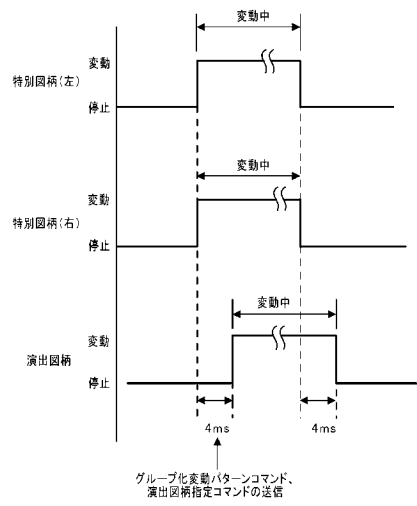 変動中
変動
特別図柄(左)
停止
変動中
変動
特別図柄(右)
停止
変動中
変動
演出図柄
停止
4ms
4ms
グループ化変動パターンコマンド、
演出図柄指定コマンドの送信